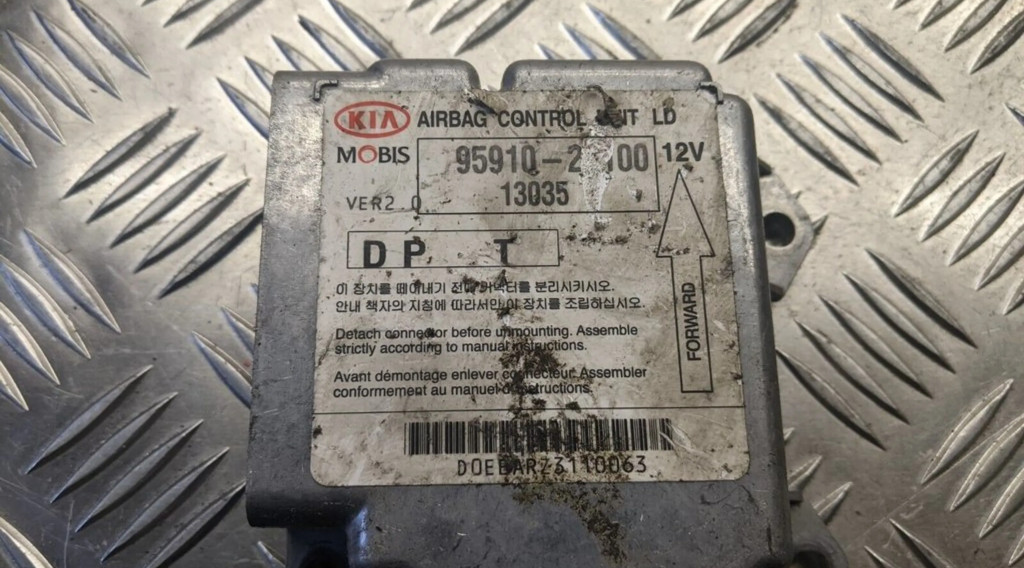 KIA AIRBAG CONTROL UNIT LD
MOBIS 12V
13035
VER2.0
DP T
이 장치를 떼어내기 전에 커넥터를 분리시키시오.
안내 책자의 지침에 따라서만 이 장치를 조립하십시오.
Detach connector before unmounting. Assemble
strictly according to manual instructions.
Avant démontage enlever connecteur. Assembler
conformement au manuel d'instructions.
FORWARD